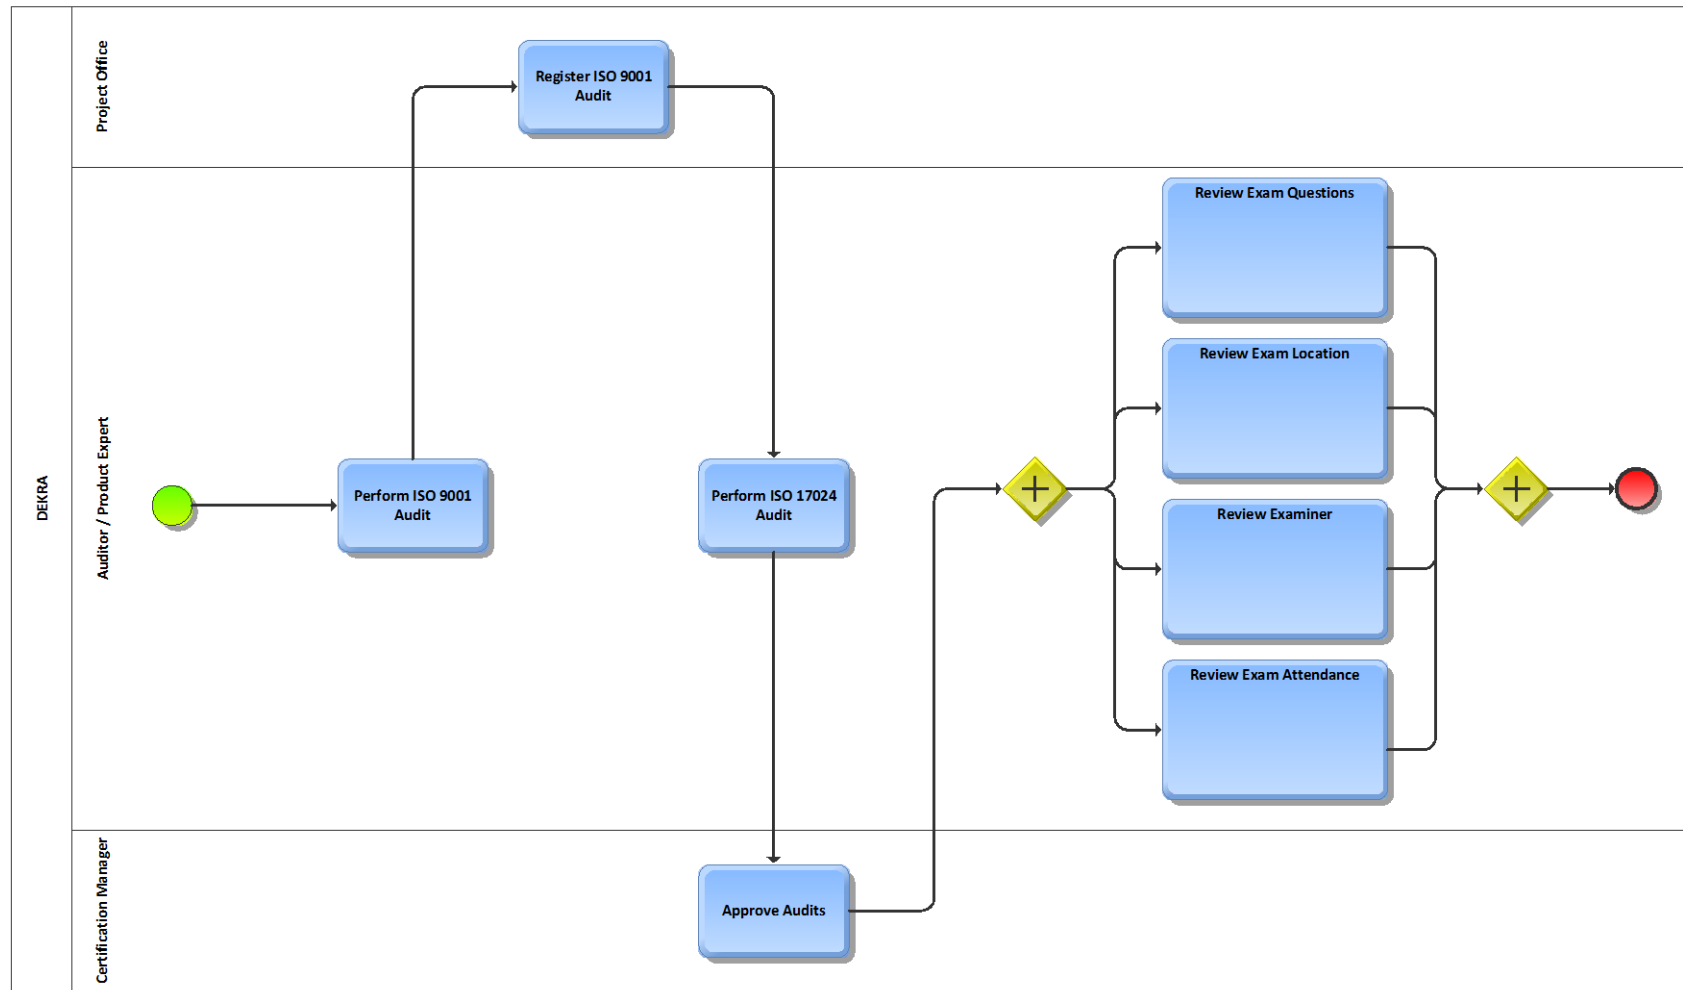 DEKRA
Project Office
Register ISO 9001
Audit
Auditor / Product Expert
Perform ISO 9001
Audit
Perform ISO 17024
Audit
Review Exam Questions
Review Exam Location
Review Examiner
Review Exam Attendance
Certification Manager
Approve Audits